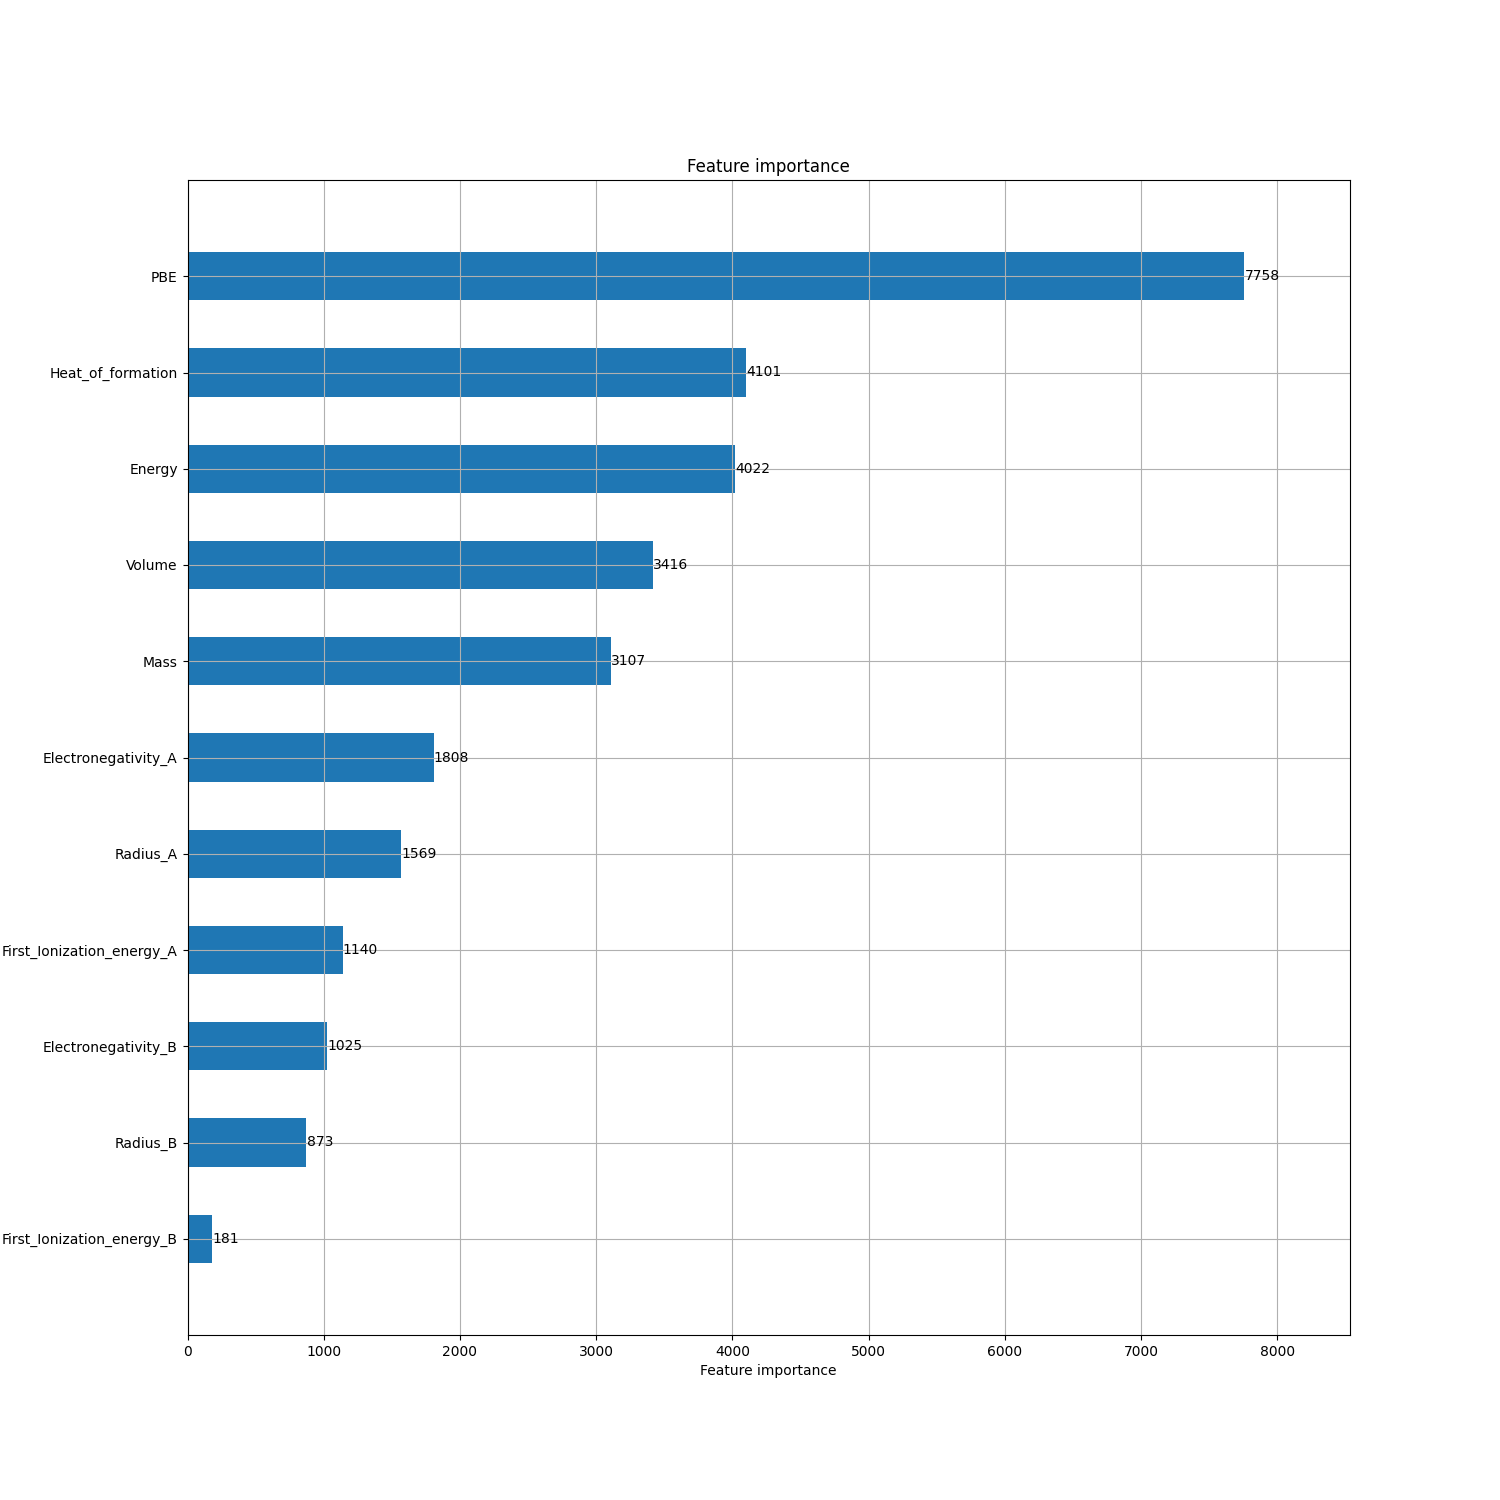 Feature importance
PBE 7758
Heat_of_formation 4101
Energy 4022
Volume 3416
Mass 3107
Electronegativity_A 1808
Radius_A 1569
First_Ionization_energy_A 1140
Electronegativity_B 1025
Radius_B 873
First_Ionization_energy_B 181
0 1000 2000 3000 4000 5000 6000 7000 8000
Feature importance